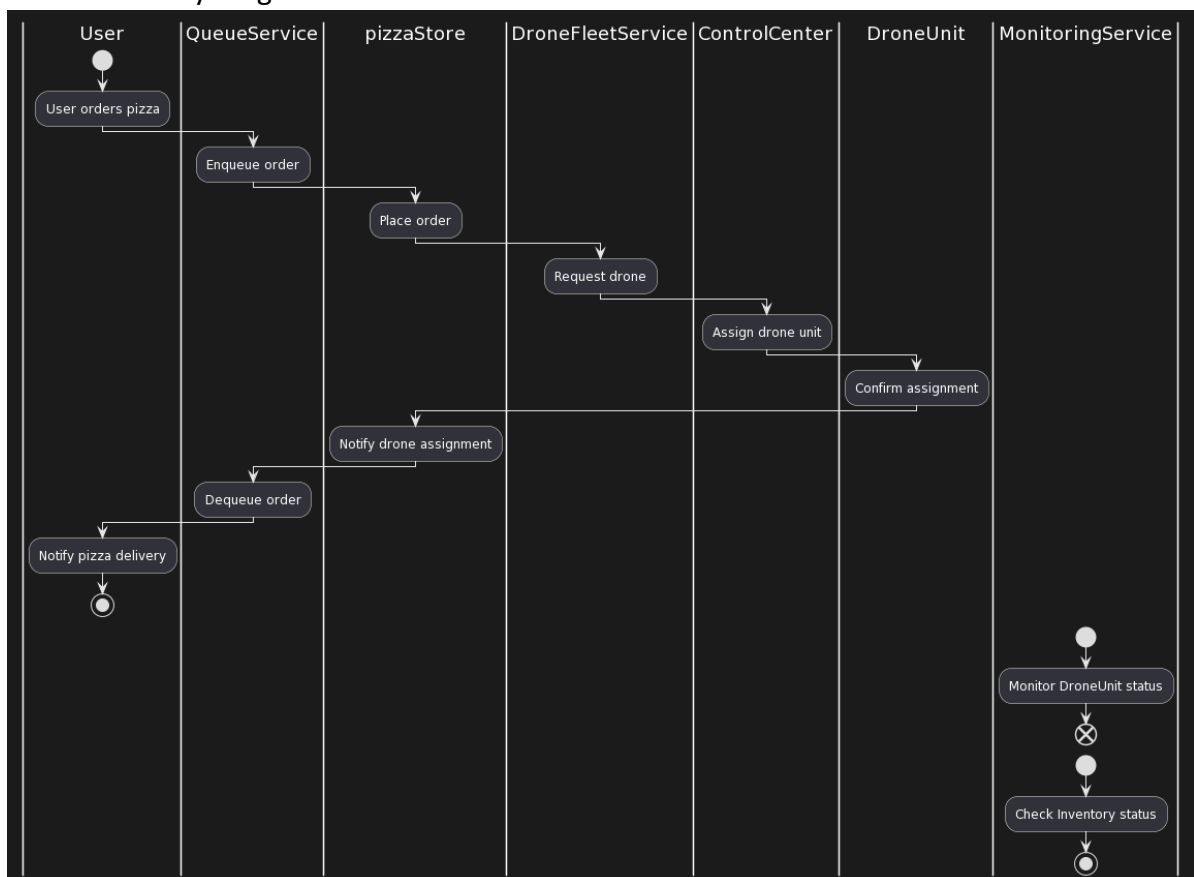 User QueueService pizzaStore DroneFleetService ControlCenter DroneUnit MonitoringService
User orders pizza
Enqueue order
Place order
Request drone
Assign drone unit
Confirm assignment
Notify drone assignment
Dequeue order
Notify pizza delivery
Monitor DroneUnit status
Check Inventory status